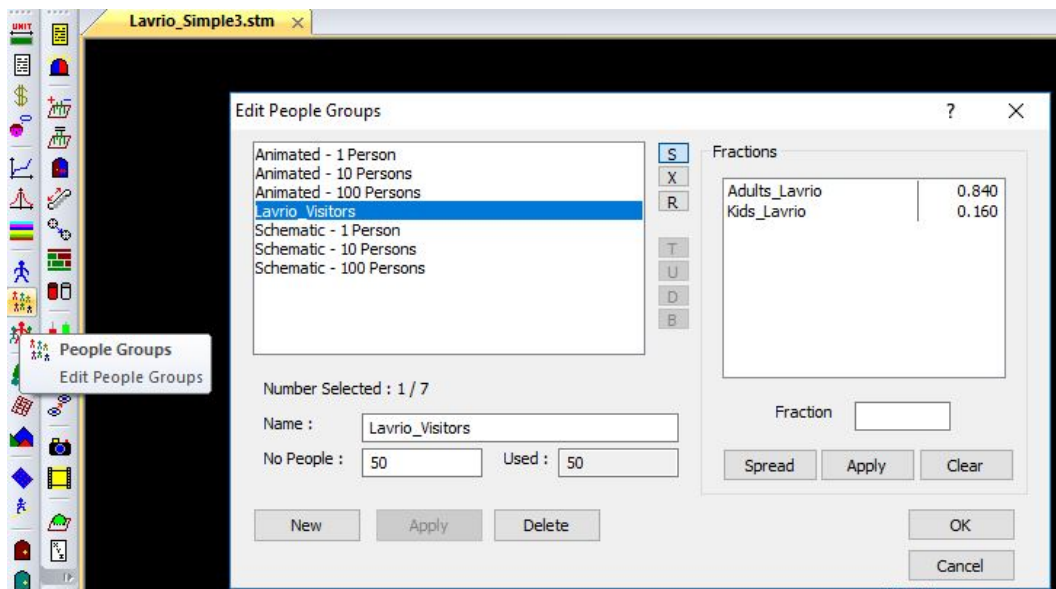 Lavrio_Simple3.stm
UNIT
Edit People Groups
Animated - 1 Person
Animated - 10 Persons
Animated - 100 Persons
Lavrio_Visitors
Schematic - 1 Person
Schematic - 10 Persons
Schematic - 100 Persons
S
X
R
T
U
D
B
Fractions
Adults_Lavrio 0.840
Kids_Lavrio 0.160
People Groups
Edit People Groups
Number Selected : 1 / 7
Name : Lavrio_Visitors
No People : 50 Used : 50
Fraction
Spread Apply Clear
New Apply Delete
OK
Cancel